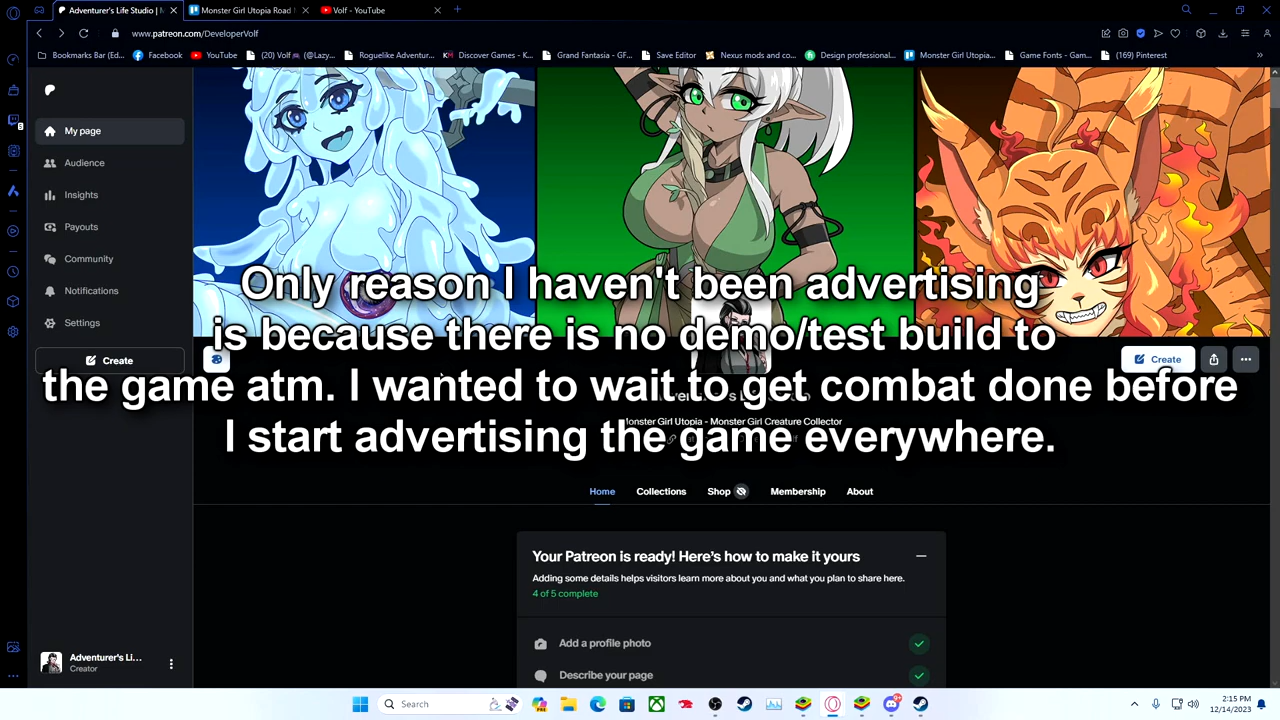 Adventurer's Life Studio | M
Monster Girl Utopia Road
Volf - YouTube
www.patreon.com/DeveloperVolf
Bookmarks Bar (Ed...
Facebook
YouTube
(20) Volf
(@Lazy...
Roguelike Adventur...
Discover Games - K...
Grand Fantasia - GF...
Save Editor
Nexus mods and co...
Design professional...
Monster Girl Utopia...
Game Fonts - Gam...
(169) Pinterest
My page
Audience
Insights
Payouts
Community
Notifications
Settings
Create
Only reason I haven't been advertising
is because there is no demo/test build to
the game atm. I wanted to wait to get combat done before
I start advertising the game everywhere.
Create
Monster Girl Utopia - Monster Girl Creature Collector
Home
Collections
Shop
Membership
About
Your Patreon is ready! Here's how to make it yours
Adding some details helps visitors learn more about you and what you plan to share here.
4 of 5 complete
Add a profile photo
Describe your page
Adventurer's Li...
Creator
Search
2:15 PM
12/14/2023